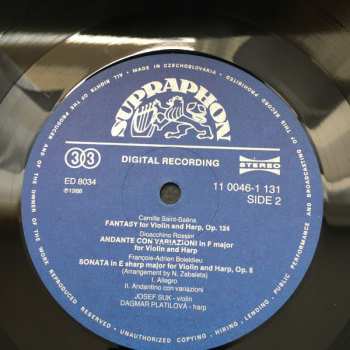 MADE IN CZECHOSLOVAKIA · ALL RIGHTS OF THE PRODUCER AND OF THE OWNER OF THE WORK REPRODUCED RESERVED · UNAUTHORIZED COPYING · HIRING · LENDING · PUBLIC PERFORMANCE AND BROADCASTING OF THIS RECORD PROHIBITED
SUPRAPHON
33
DIGITAL RECORDING
STEREO
ED 8034
11 0046-1 131
SIDE 2
Camille Saint-Saëns
FANTASY for Violin and Harp, Op. 124
Gioacchino Rossini
ANDANTE CON VARIAZIONI in F major
for Violin and Harp
François-Adrien Boieldieu
SONATA in E sharp major for Violin and Harp, Op. 8
(Arrangement by N. Zabaleta)
I. Allegro
II. Andantino con variazioni
JOSEF SUK - violin
DAGMAR PLATILOVÁ - harp